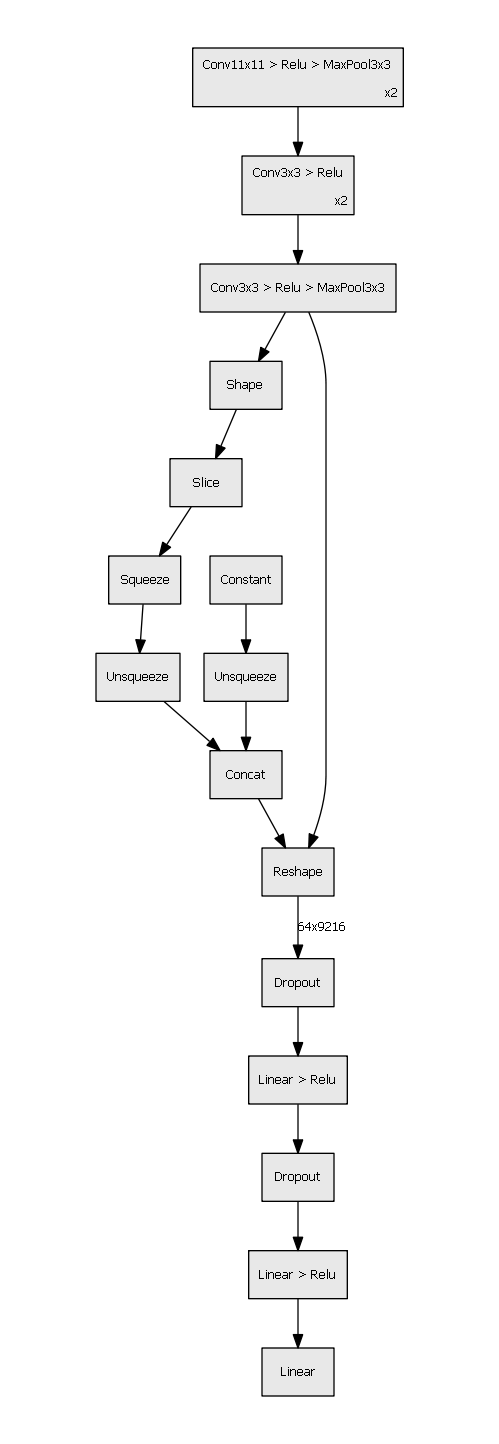 Conv11x11 > Relu > MaxPool3x3
x2
Conv3x3 > Relu
x2
Conv3x3 > Relu > MaxPool3x3
Shape
Slice
Squeeze
Constant
Unsqueeze
Unsqueeze
Concat
Reshape
64x9216
Dropout
Linear > Relu
Dropout
Linear > Relu
Linear